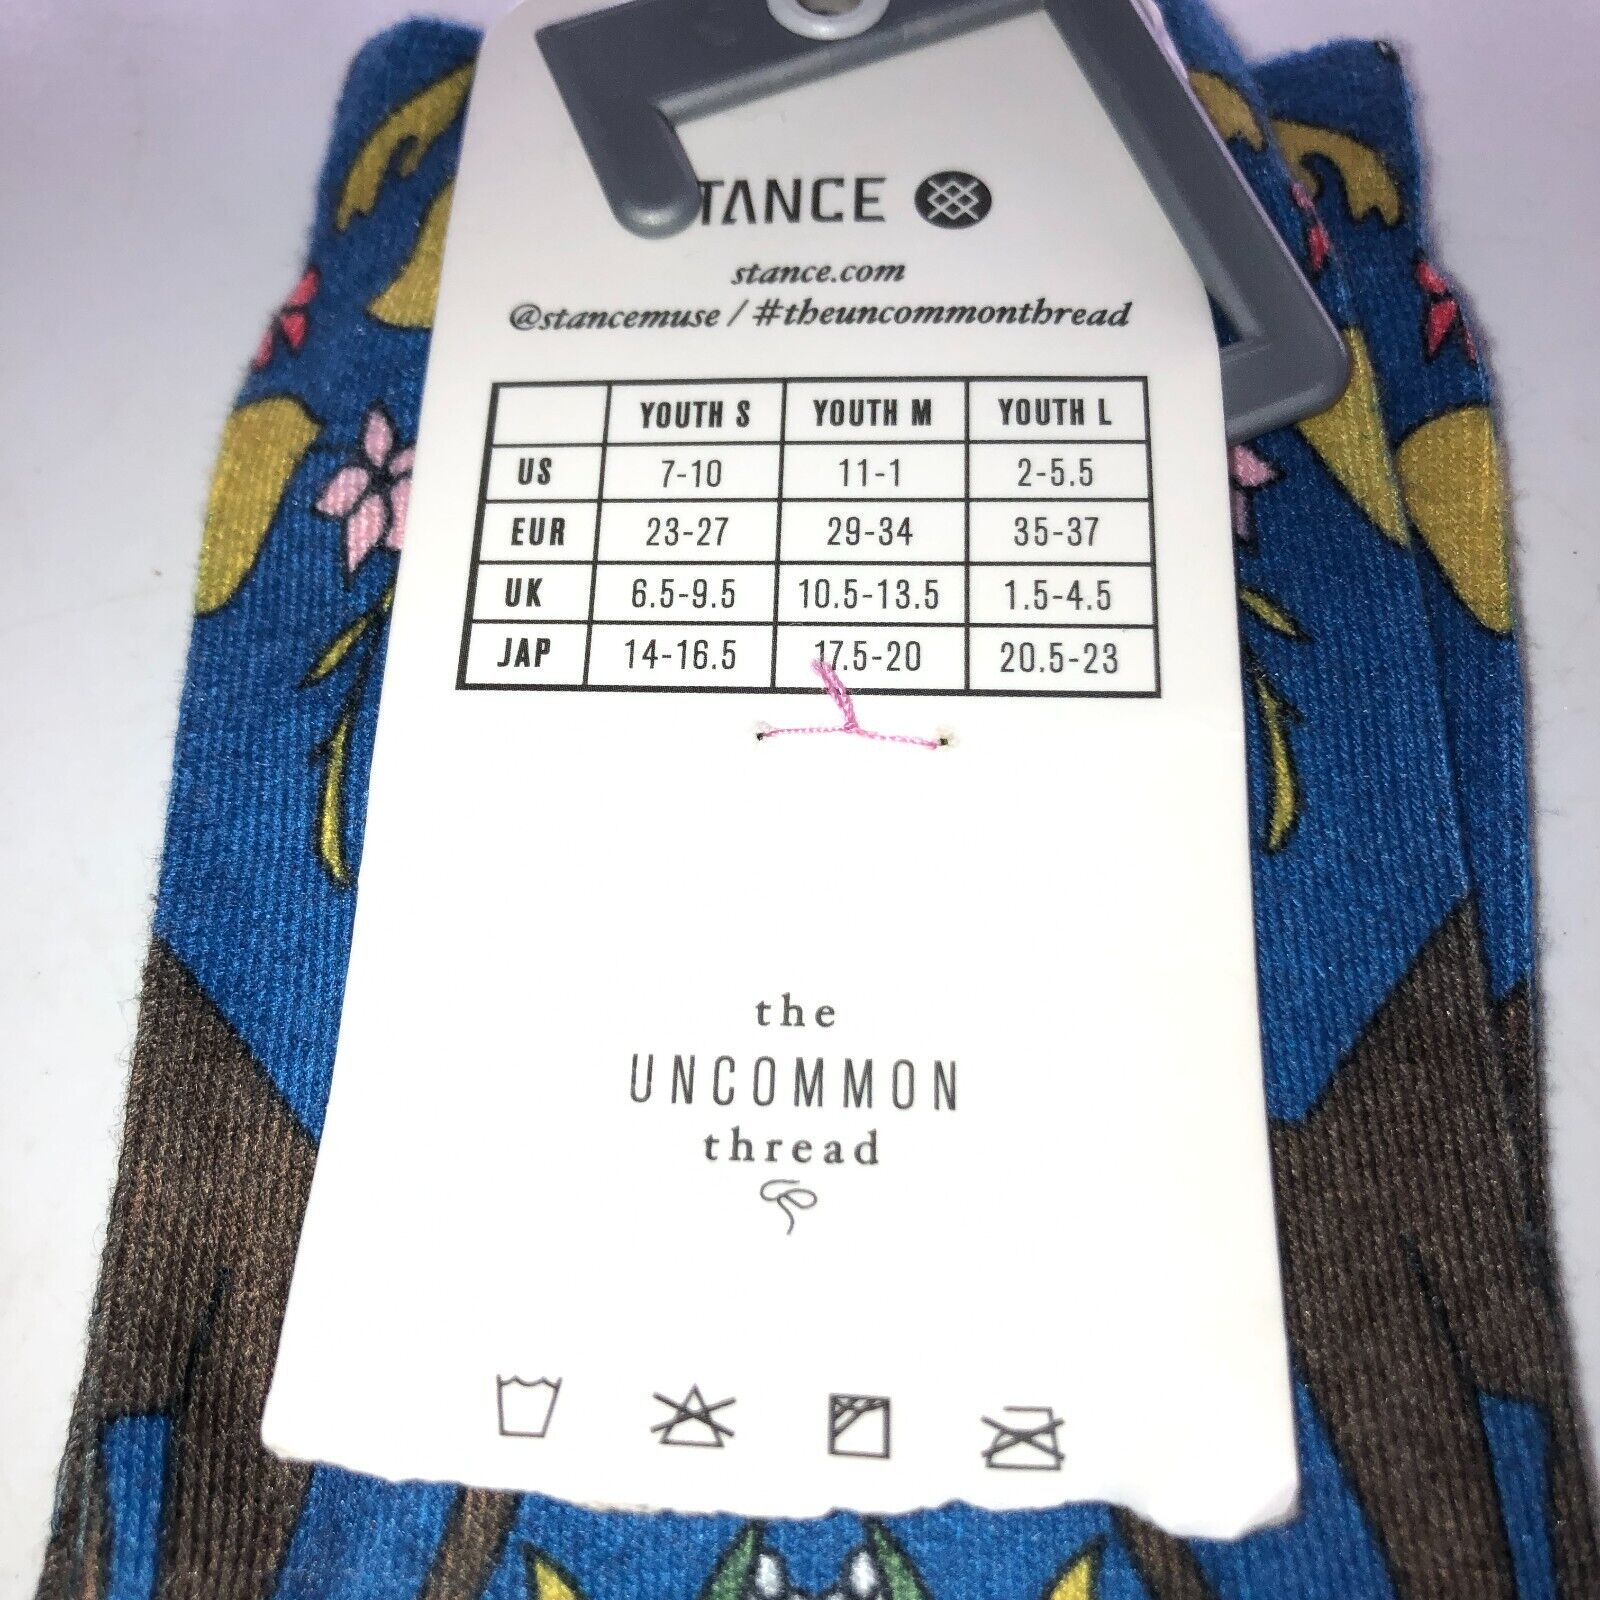 TANCE
stance.com
@stancemuse / #theuncommonthread
YOUTH S YOUTH M YOUTH L
US 7-10 11-1 2-5.5
EUR 23-27 29-34 35-37
UK 6.5-9.5 10.5-13.5 1.5-4.5
JAP 14-16.5 17.5-20 20.5-23
the
UNCOMMON
thread